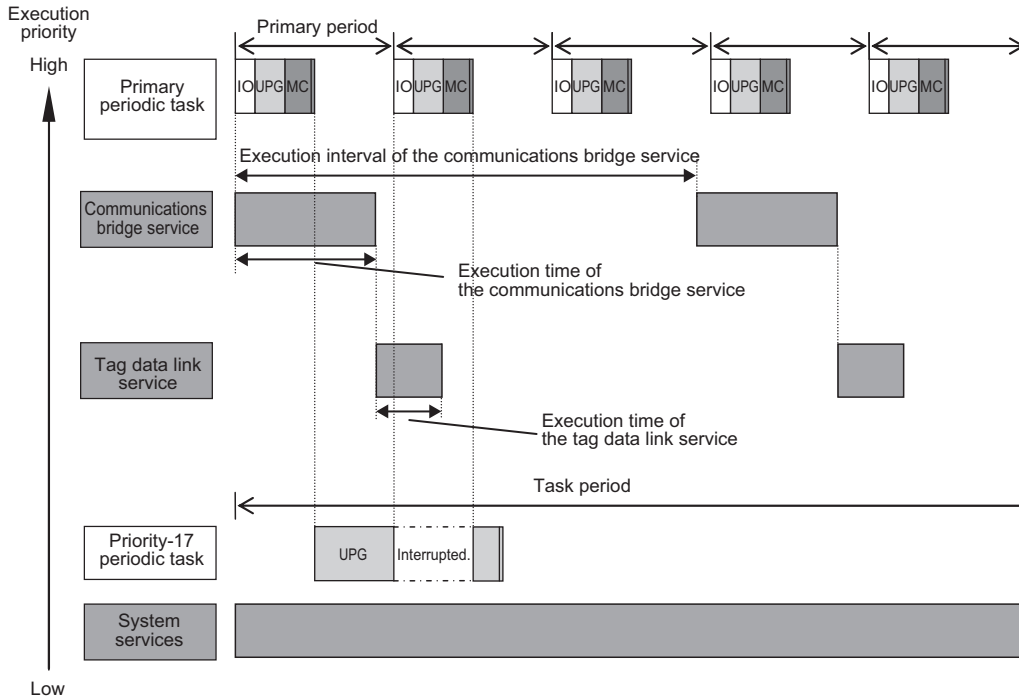 Execution
priority
High
Primary period
Primary
periodic task
IO UPG MC
IO UPG MC
IO UPG MC
IO UPG MC
IO UPG MC
Execution interval of the communications bridge service
Communications
bridge service
Execution time of
the communications bridge service
Tag data link
service
Execution time of
the tag data link service
Task period
Priority-17
periodic task
UPG
Interrupted.
System
services
Low